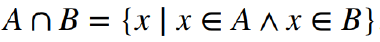 A ∩ B = {x | x ∈ A ∧ x ∈ B}